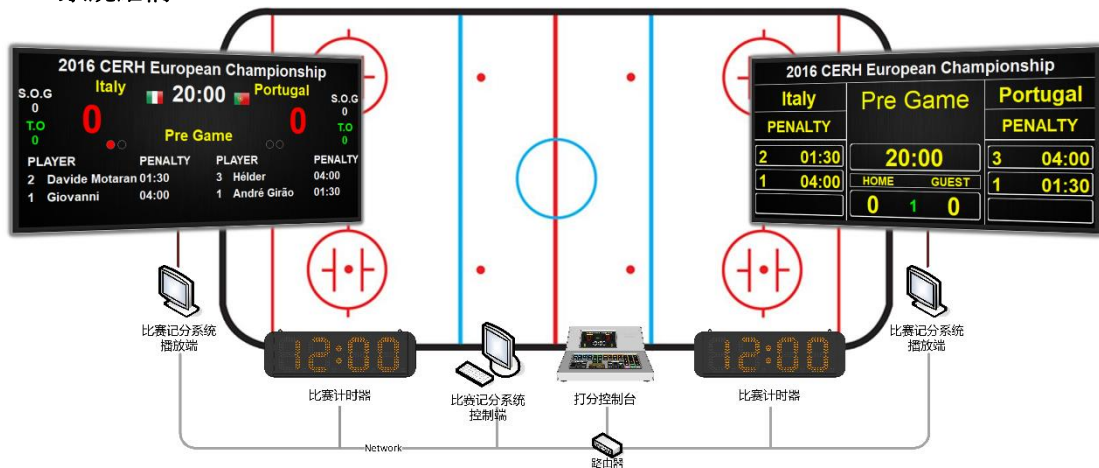 2016 CERH European Championship
Italy 20:00 Portugal
S.O.G
0
T.O
0
0
0
S.O.G
0
T.O
0
Pre Game
PLAYER PENALTY PLAYER PENALTY
2 Davide Motaran 01:30 3 Hélder 04:00
1 Giovanni 04:00 1 André Girão 01:30
2016 CERH European Championship
Italy Pre Game Portugal
PENALTY PENALTY
2 01:30 20:00 3 04:00
1 04:00 HOME GUEST 1 01:30
0 1 0
比赛记分系统
播放端
12:00
比赛计时器
比赛记分系统
控制端
打分控制台
12:00
比赛计时器
比赛记分系统
播放端
Network
路由器